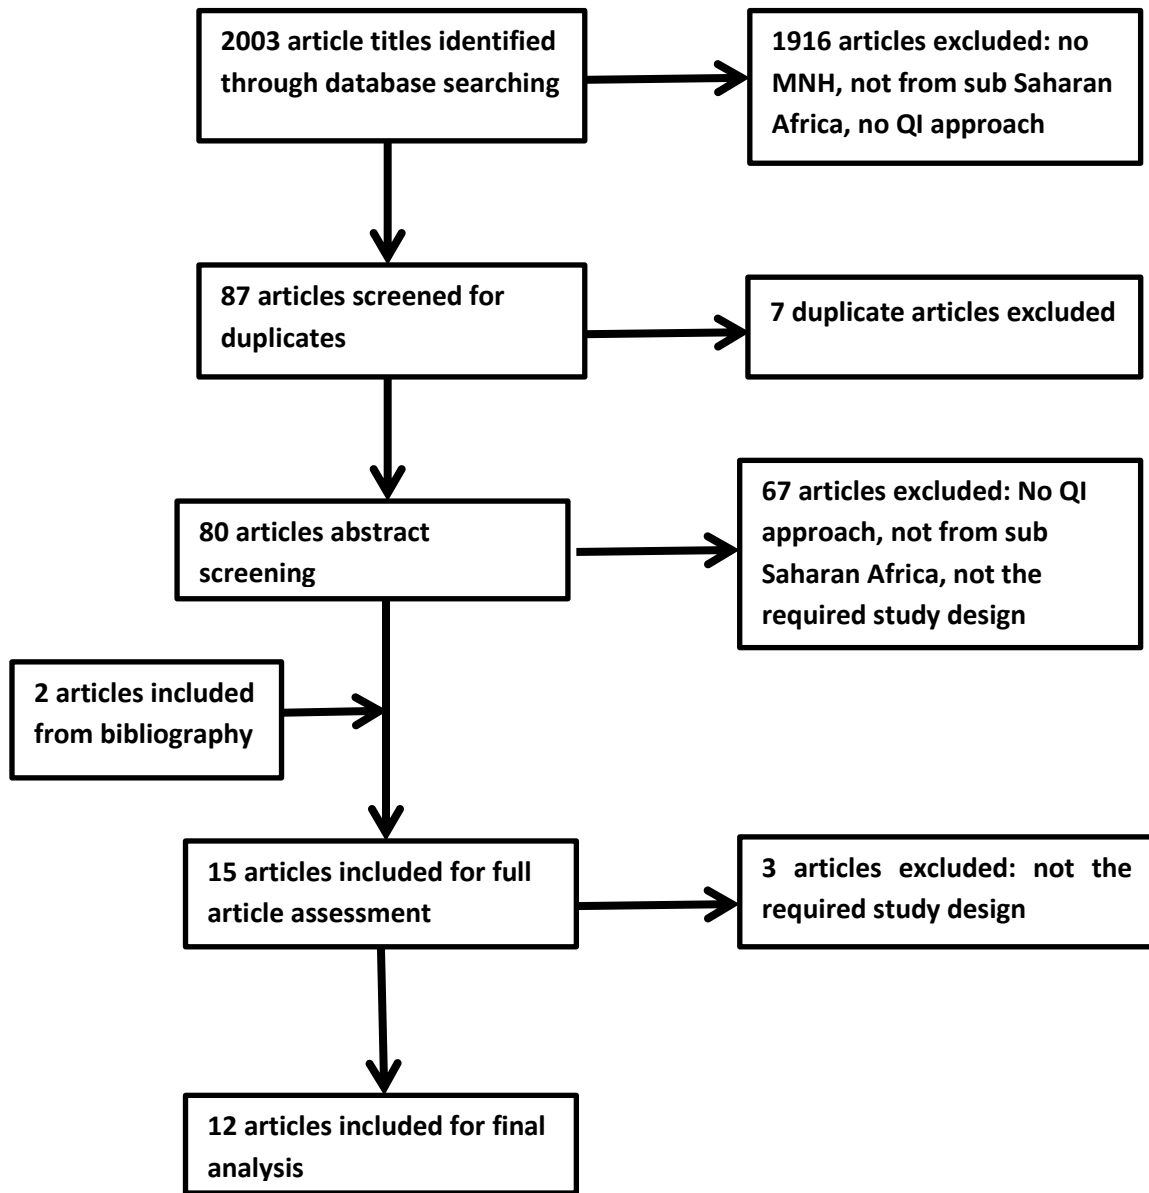 2003 article titles identified
through database searching
1916 articles excluded: no
MNH, not from sub Saharan
Africa, no QI approach
87 articles screened for
duplicates
7 duplicate articles excluded
80 articles abstract
screening
67 articles excluded: No QI
approach, not from sub
Saharan Africa, not the
required study design
2 articles included
from bibliography
15 articles included for full
article assessment
3 articles excluded: not the
required study design
12 articles included for final
analysis